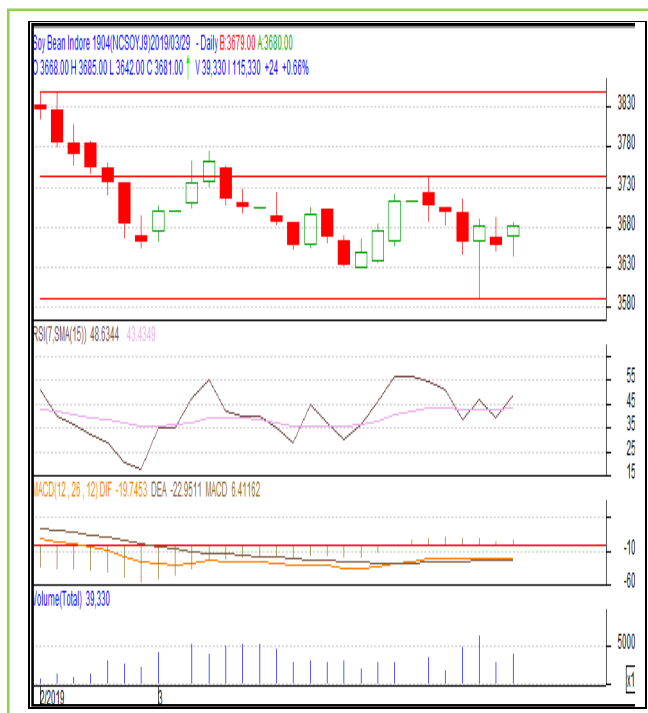 Soy Bean Indore 1904(NCSOYJ9)2019/03/29 - Daily B:3679.00 A:3680.00
O 3668.00 H 3685.00 L 3642.00 C 3681.00 V 39,330 I 115,330 +24 +0.66%
3830
3780
3730
3680
3630
3580
RSI(7,SMA(15)) 48.6344 43.4349
55
45
35
25
15
MACD(12 , 26 , 12) DIF -19.7453 DEA -22.9511 MACD 6.41162
-10
-60
Volume(Total) 39,330
5000
x1
2/2019 3